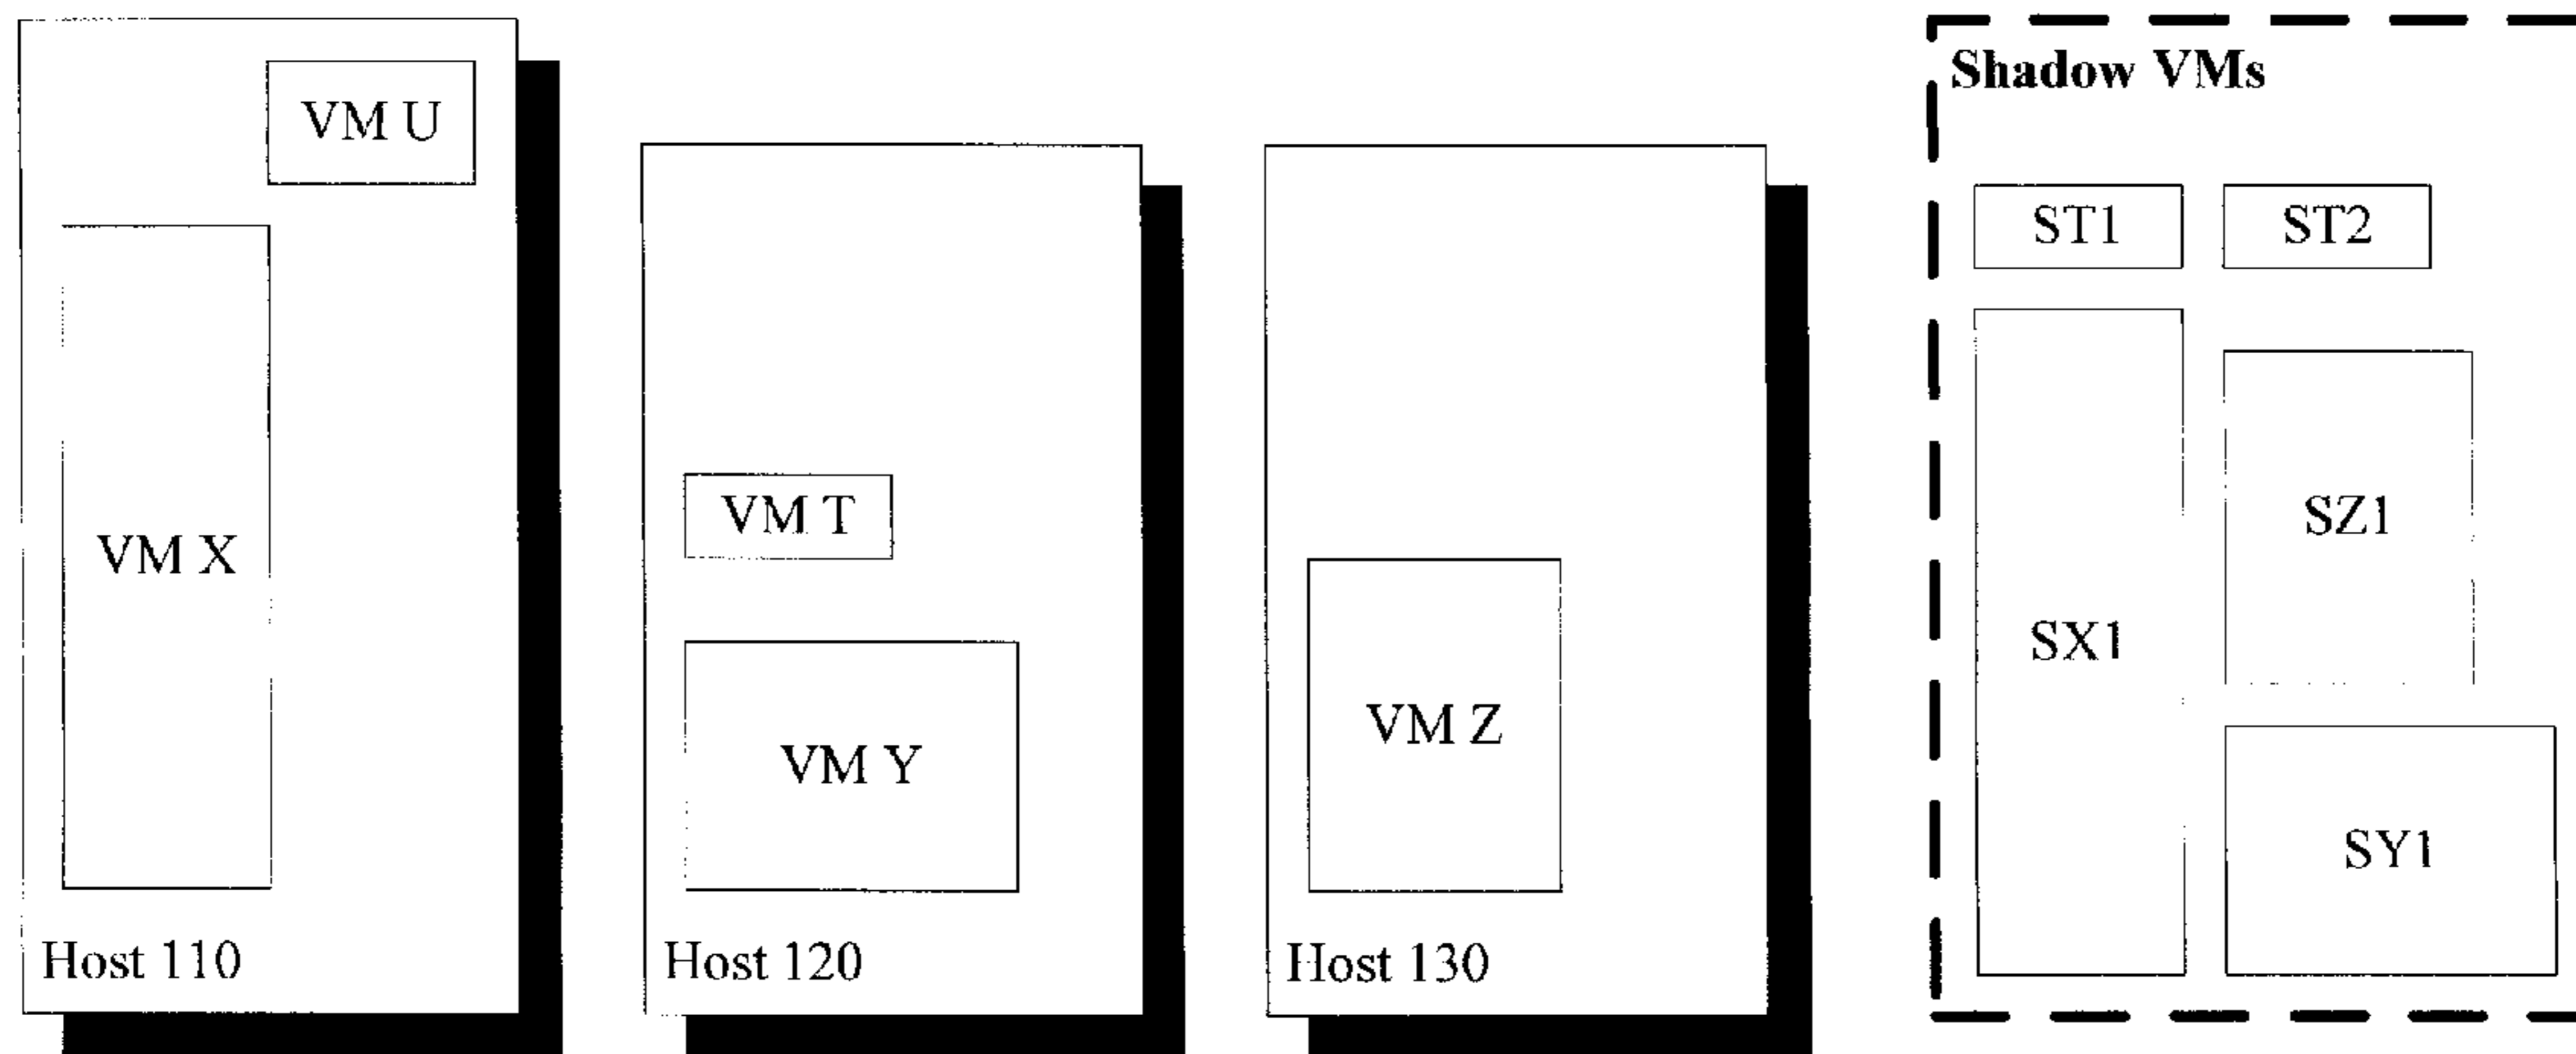 VM U
VM X
Host 110
VM T
VM Y
Host 120
VM Z
Host 130
Shadow VMs
ST1
ST2
SX1
SZ1
SY1